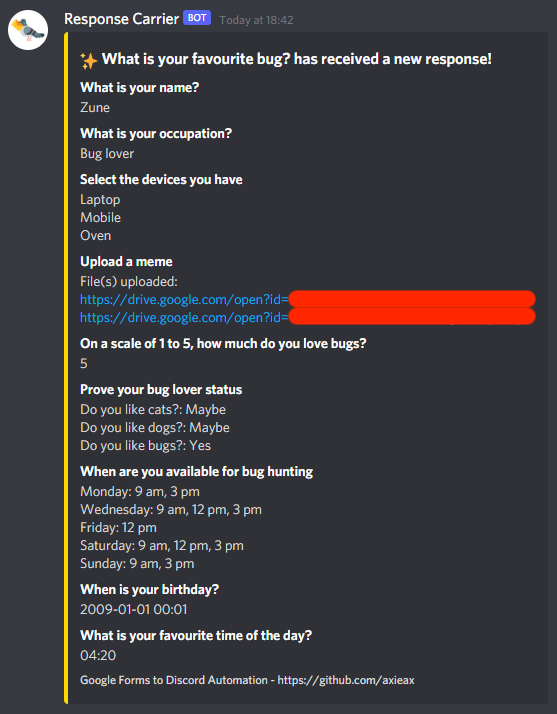 Response Carrier BOT Today at 18:42
✨ What is your favourite bug? has received a new response!
What is your name?
Zune
What is your occupation?
Bug lover
Select the devices you have
Laptop
Mobile
Oven
Upload a meme
File(s) uploaded:
https://drive.google.com/open?id=
https://drive.google.com/open?id=
On a scale of 1 to 5, how much do you love bugs?
5
Prove your bug lover status
Do you like cats?: Maybe
Do you like dogs?: Maybe
Do you like bugs?: Yes
When are you available for bug hunting
Monday: 9 am, 3 pm
Wednesday: 9 am, 12 pm, 3 pm
Friday: 12 pm
Saturday: 9 am, 12 pm, 3 pm
Sunday: 9 am, 3 pm
When is your birthday?
2009-01-01 00:01
What is your favourite time of the day?
04:20
Google Forms to Discord Automation - https://github.com/axieax